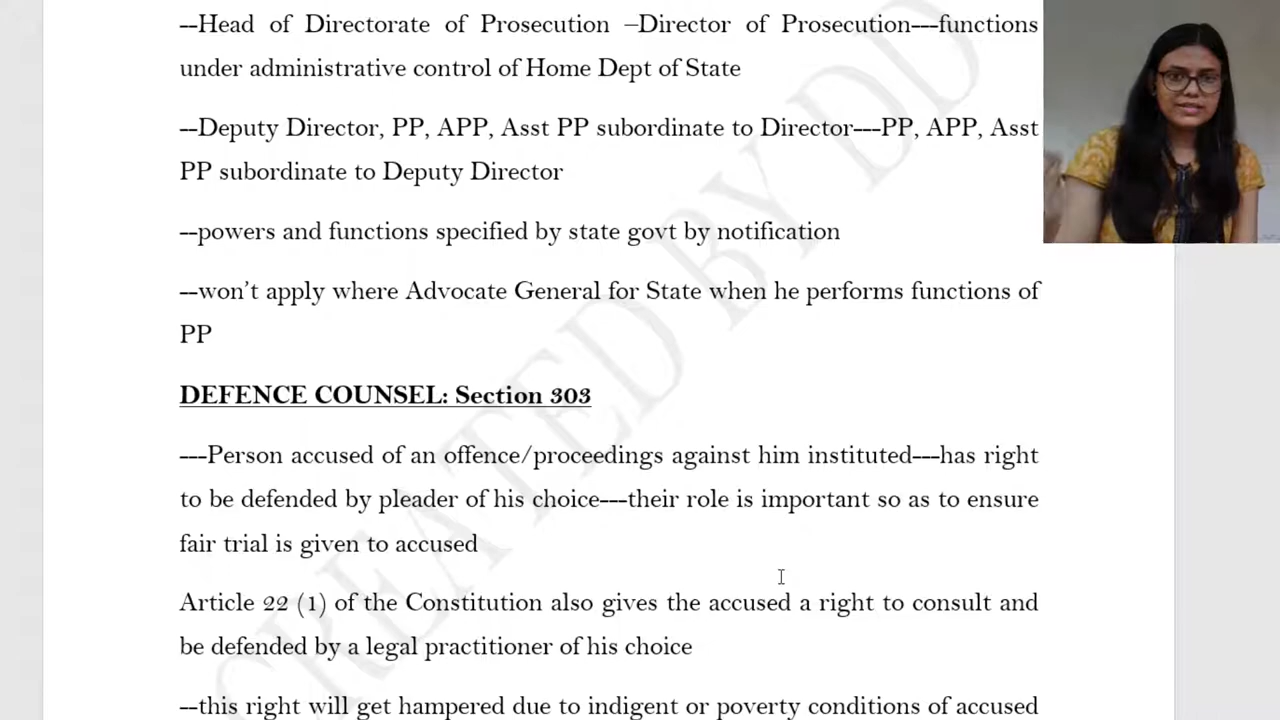 --Head of Directorate of Prosecution –Director of Prosecution---functions
under administrative control of Home Dept of State
--Deputy Director, PP, APP, Asst PP subordinate to Director---PP, APP, Asst
PP subordinate to Deputy Director
--powers and functions specified by state govt by notification
--won’t apply where Advocate General for State when he performs functions of
PP
DEFENCE COUNSEL: Section 303
---Person accused of an offence/proceedings against him instituted---has right
to be defended by pleader of his choice---their role is important so as to ensure
fair trial is given to accused
Article 22 (1) of the Constitution also gives the accused a right to consult and
be defended by a legal practitioner of his choice
--this right will get hampered due to indigent or poverty conditions of accused
CREATED BY DD